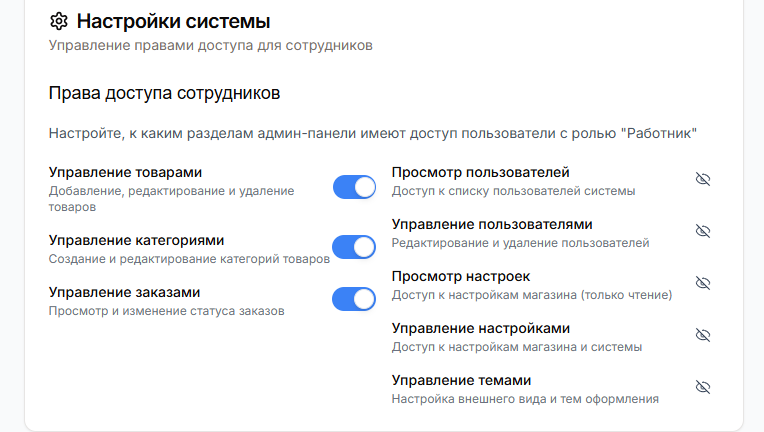 Настройки системы
Управление правами доступа для сотрудников
Права доступа сотрудников
Настройте, к каким разделам админ-панели имеют доступ пользователи с ролью "Работник"
Управление товарами
Добавление, редактирование и удаление
товаров
Управление категориями
Создание и редактирование категорий товаров
Управление заказами
Просмотр и изменение статуса заказов
Просмотр пользователей
Доступ к списку пользователей системы
Управление пользователями
Редактирование и удаление пользователей
Просмотр настроек
Доступ к настройкам магазина (только чтение)
Управление настройками
Доступ к настройкам магазина и системы
Управление темами
Настройка внешнего вида и тем оформления